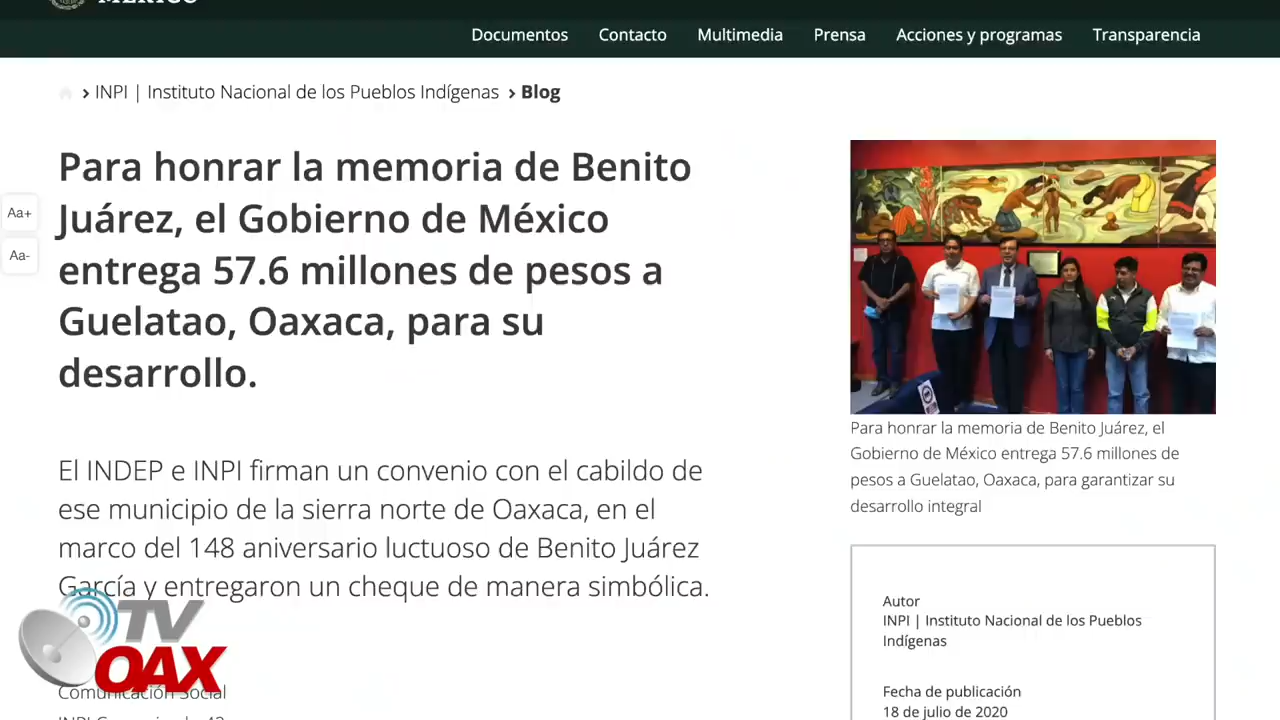 MÉXICO
Documentos Contacto Multimedia Prensa Acciones y programas Transparencia
> INPI | Instituto Nacional de los Pueblos Indígenas > Blog
Aa+
Aa-
Para honrar la memoria de Benito
Juárez, el Gobierno de México
entrega 57.6 millones de pesos a
Guelatao, Oaxaca, para su
desarrollo.
El INDEP e INPI firman un convenio con el cabildo de
ese municipio de la sierra norte de Oaxaca, en el
marco del 148 aniversario luctuoso de Benito Juárez
García y entregaron un cheque de manera simbólica.
TV
OAX
Comunicación Social
Para honrar la memoria de Benito Juárez, el
Gobierno de México entrega 57.6 millones de
pesos a Guelatao, Oaxaca, para garantizar su
desarrollo integral
Autor
INPI | Instituto Nacional de los Pueblos
Indígenas
Fecha de publicación
18 de julio de 2020